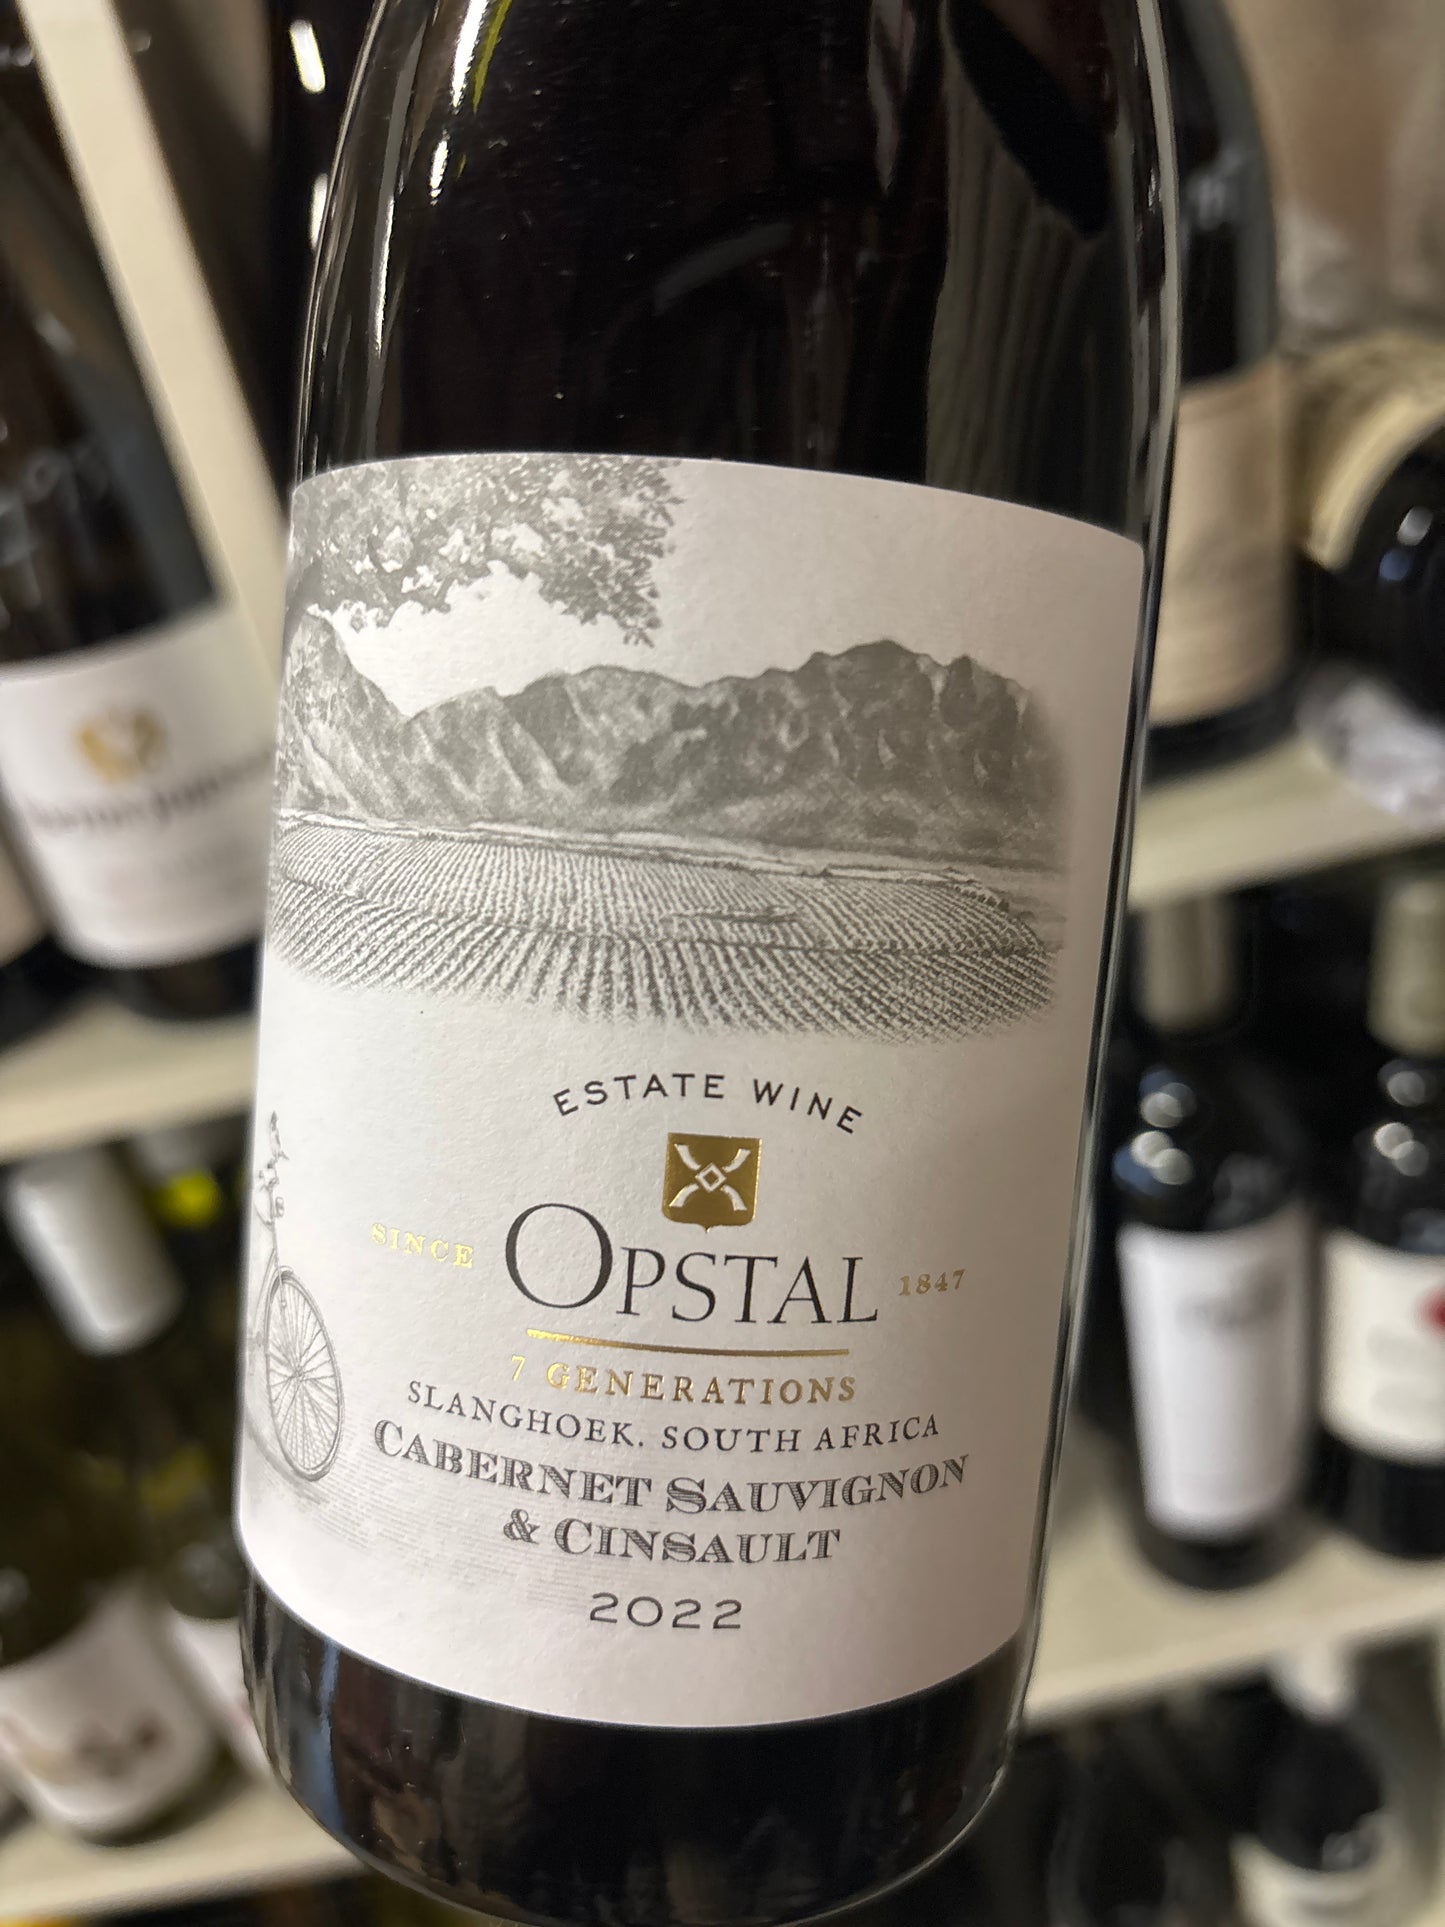 ESTATE WINE
SINCE OPSTAL 1847
7 GENERATIONS
SLANGHOEK, SOUTH AFRICA
CABERNET SAUVIGNON
& CINSAULT
2022